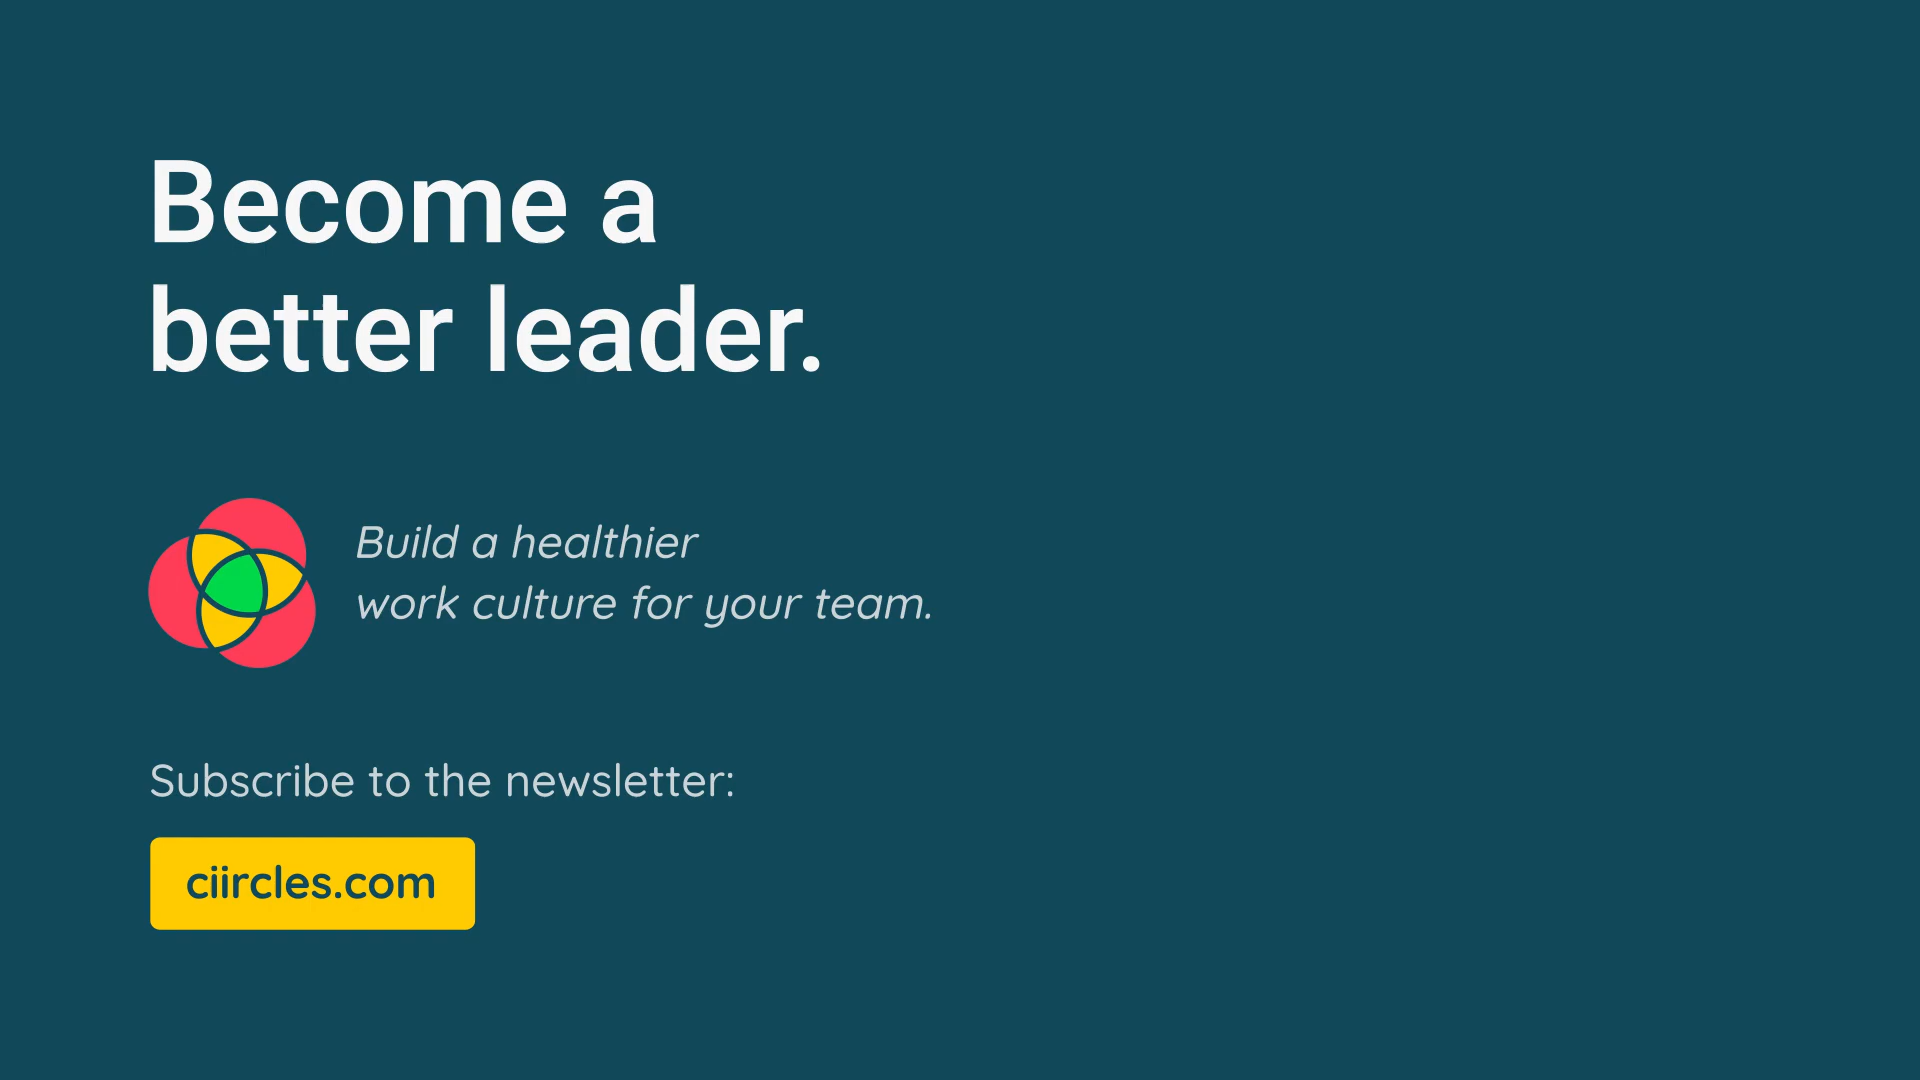 Become a
better leader.
Build a healthier
work culture for your team.
Subscribe to the newsletter:
ciircles.com